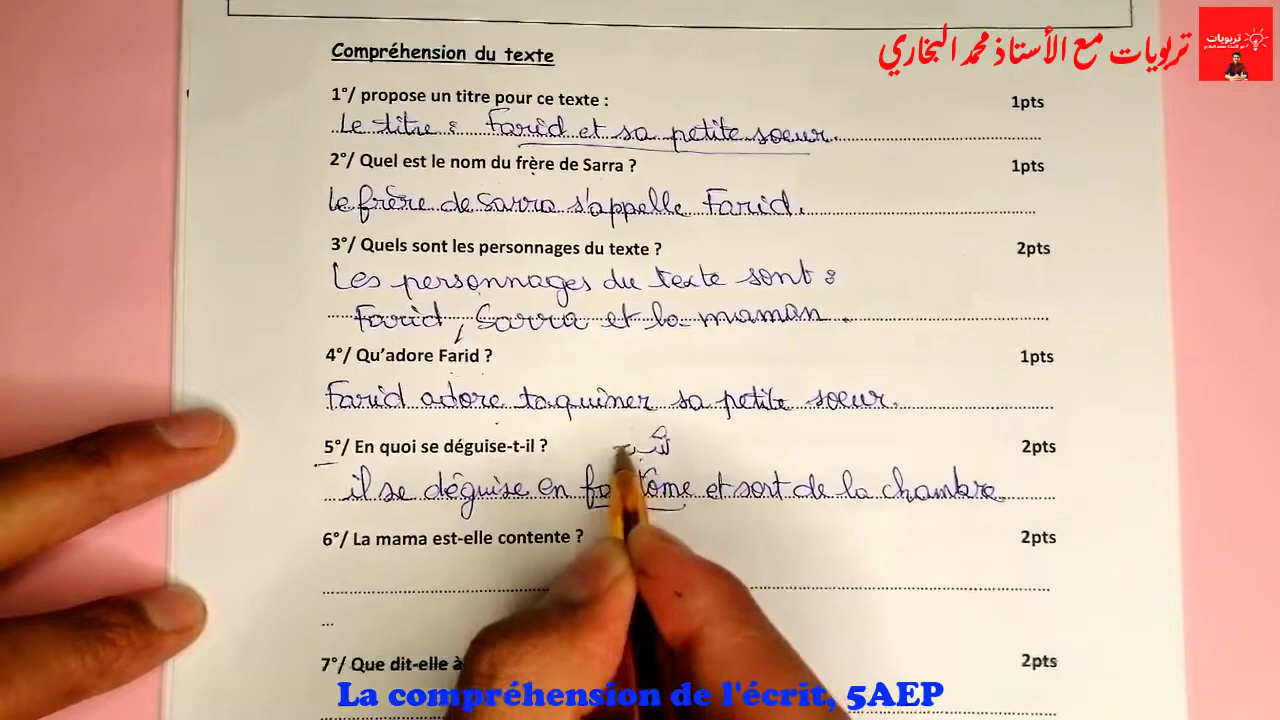 تربويات مع الأستاذ محمد البخاري
تربويات
Compréhension du texte
1°/ propose un titre pour ce texte : 1pts
Le titre : Farid et sa petite soeur.
2°/ Quel est le nom du frère de Sarra ? 1pts
Le frère de Sarra s'appelle Farid.
3°/ Quels sont les personnages du texte ? 2pts
Les personnages du texte sont :
Farid, Sarra et la maman.
4°/ Qu'adore Farid ? 1pts
Farid adore taquiner sa petite soeur.
5°/ En quoi se déguise-t-il ? 2pts
il se déguise en fantôme et sort de la chambre.
6°/ La mama est-elle contente ? 2pts
...
7°/ Que dit-elle à 2pts
La compréhension de l'écrit, 5AEP